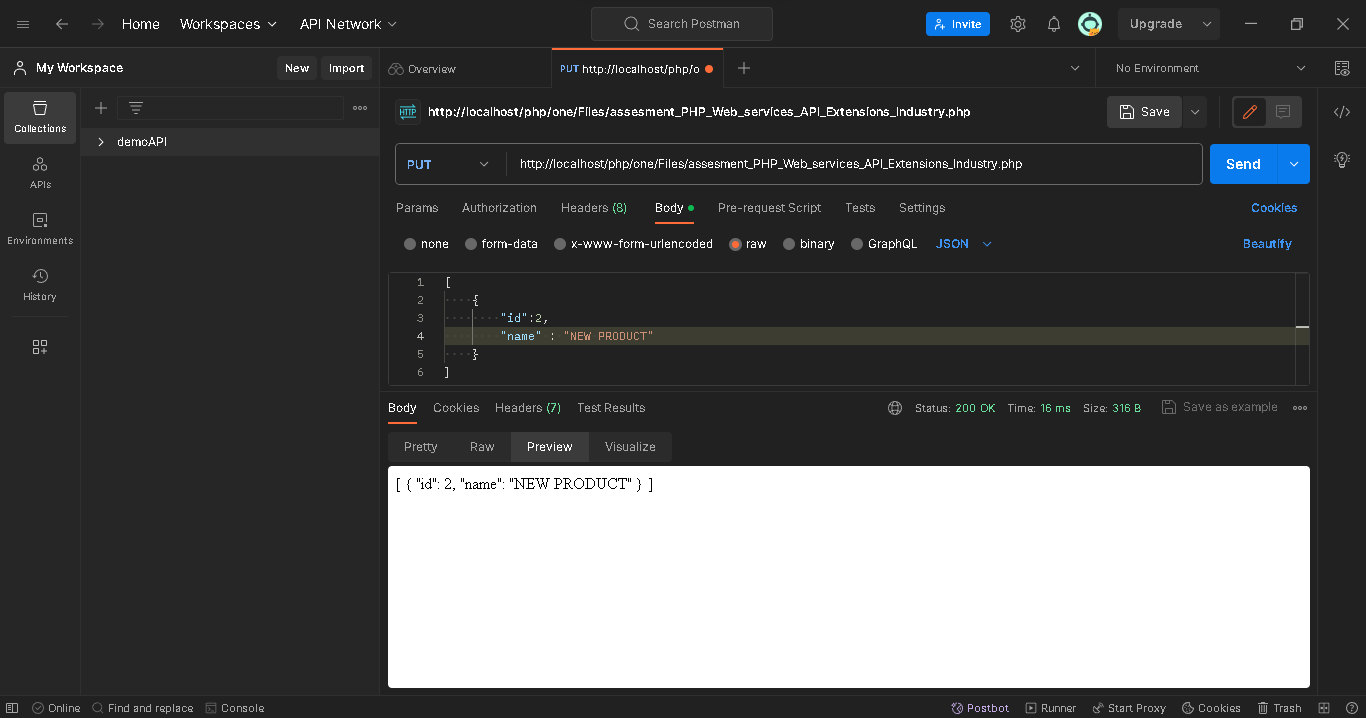 Home Workspaces API Network Search Postman Invite Upgrade
My Workspace New Import Overview PUT http://localhost/php/o No Environment
http://localhost/php/one/Files/assesment_PHP_Web_services_API_Extensions_Industry.php Save
Collections
demoAPI
PUT http://localhost/php/one/Files/assesment_PHP_Web_services_API_Extensions_Industry.php Send
APIs
Params Authorization Headers (8) Body Pre-request Script Tests Settings Cookies
Environments
none form-data x-www-form-urlencoded raw binary GraphQL JSON Beautify
History
1 [
2 {
3 "id":2,
4 "name" : "NEW PRODUCT"
5 }
6 ]
Body Cookies Headers (7) Test Results Status: 200 OK Time: 16 ms Size: 316 B Save as example
Pretty Raw Preview Visualize
[ { "id": 2, "name": "NEW PRODUCT" } ]
Online Find and replace Console Postbot Runner Start Proxy Cookies Trash